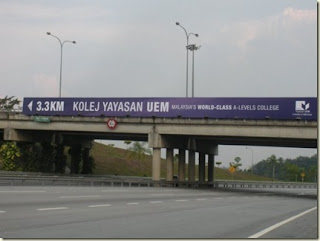 3.3KM KOLEJ YAYASAN UEM MALAYSIA'S WORLD-CLASS A-LEVELS COLLEGE